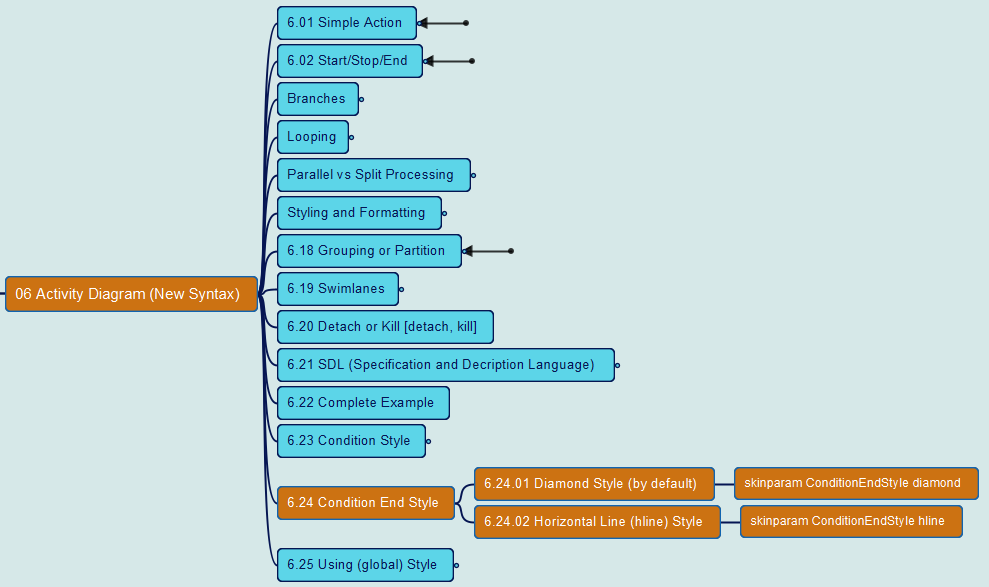 06 Activity Diagram (New Syntax)
6.01 Simple Action
6.02 Start/Stop/End
Branches
Looping
Parallel vs Split Processing
Styling and Formatting
6.18 Grouping or Partition
6.19 Swimlanes
6.20 Detach or Kill [detach, kill]
6.21 SDL (Specification and Decription Language)
6.22 Complete Example
6.23 Condition Style
6.24 Condition End Style
6.24.01 Diamond Style (by default)
skinparam ConditionEndStyle diamond
6.24.02 Horizontal Line (hline) Style
skinparam ConditionEndStyle hline
6.25 Using (global) Style